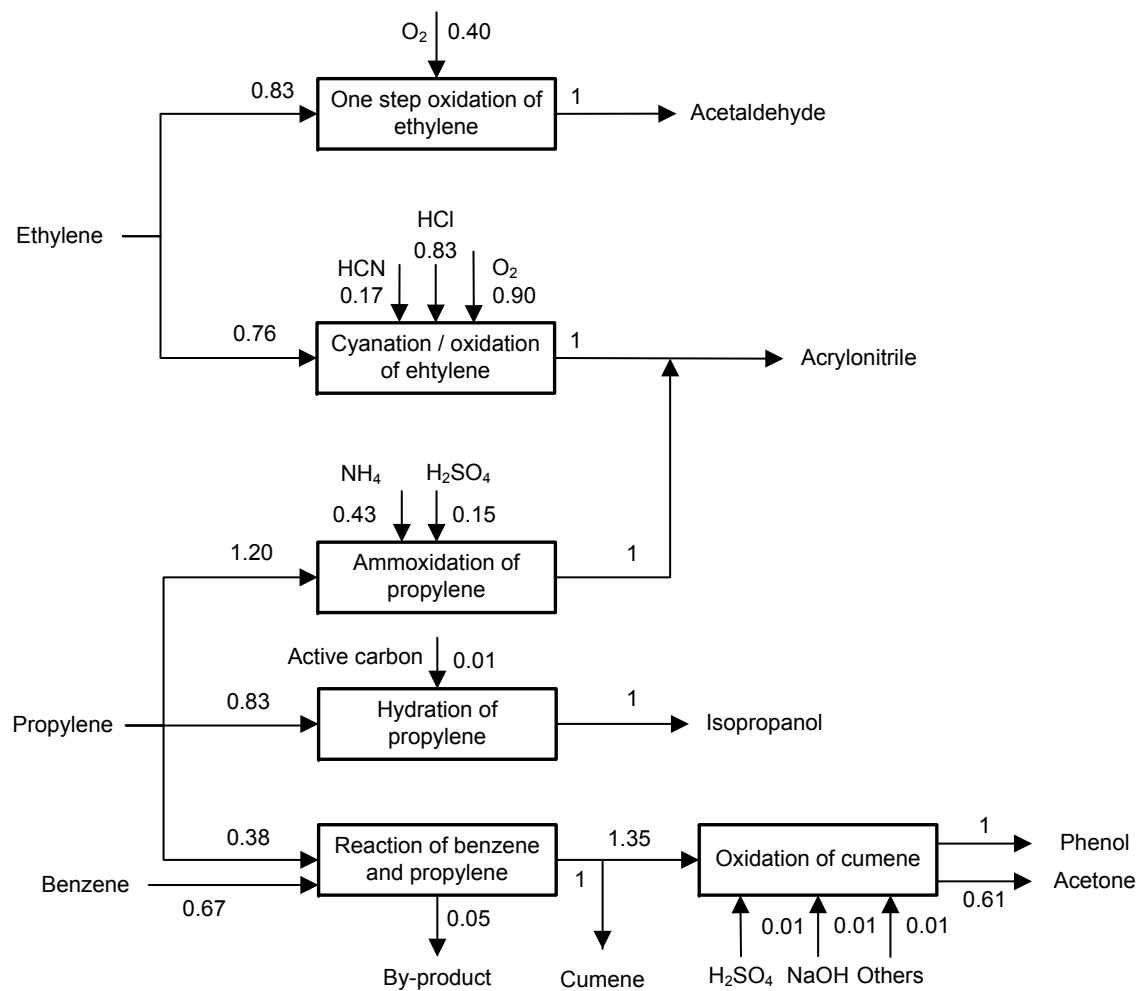 O₂ 0.40
0.83
One step oxidation of
ethylene
1
Acetaldehyde
Ethylene
HCl
0.83
HCN
0.17
O₂
0.90
0.76
Cyanation / oxidation
of ehtylene
1
Acrylonitrile
NH₄
0.43
H₂SO₄
0.15
1.20
Ammoxidation of
propylene
1
Active carbon 0.01
Propylene
0.83
Hydration of
propylene
1
Isopropanol
0.38
Benzene
0.67
Reaction of benzene
and propylene
1
1.35
Oxidation of cumene
1
Phenol
Acetone
0.61
0.05
By-product
Cumene
0.01 0.01 0.01
H₂SO₄ NaOH Others